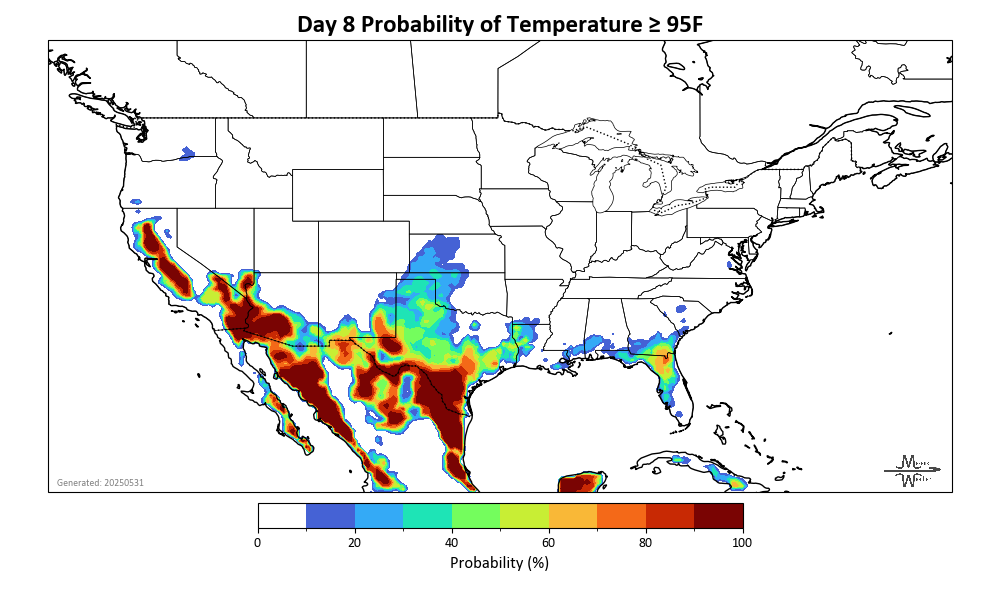 Day 8 Probability of Temperature ≥ 95F
Generated: 20250531
0 20 40 60 80 100
Probability (%)